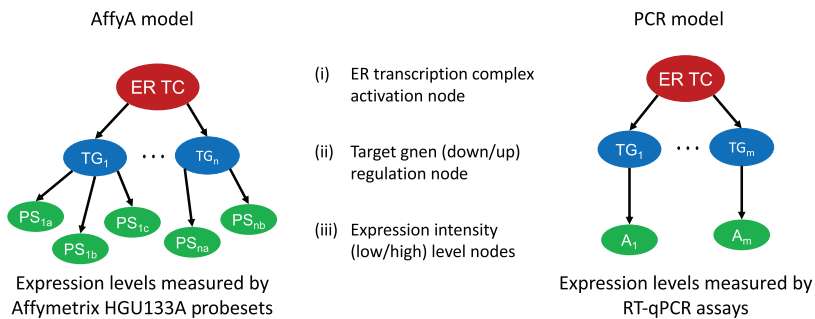 AffyA model
PCR model
ER TC
TG1
...
TGn
PS1a
PS1b
PS1c
PSna
PSnb
Expression levels measured by
Affymetrix HGU133A probesets
(i) ER transcription complex
activation node
(ii) Target gnen (down/up)
regulation node
(iii) Expression intensity
(low/high) level nodes
ER TC
TG1
...
TGm
A1
Am
Expression levels measured by
RT-qPCR assays